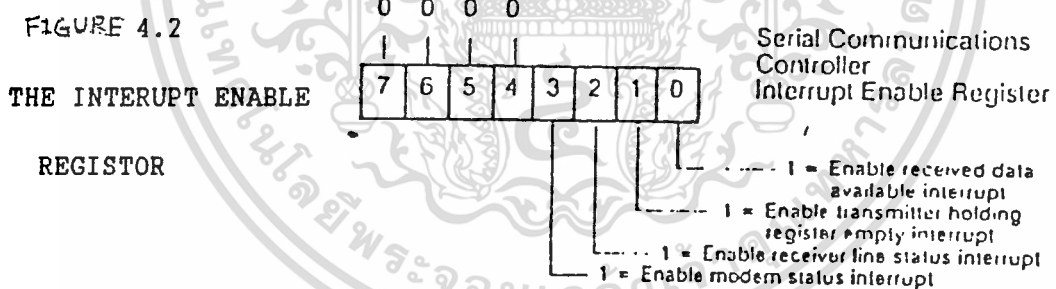 FIGURE 4.2
THE INTERUPT ENABLE
REGISTOR
0 0 0 0
7 6 5 4 3 2 1 0
Serial Communications
Controller
Interrupt Enable Register
1 = Enable received data
available interrupt
1 = Enable transmitter holding
register empty interrupt
1 = Enable receiver line status interrupt
1 = Enable modem status interrupt